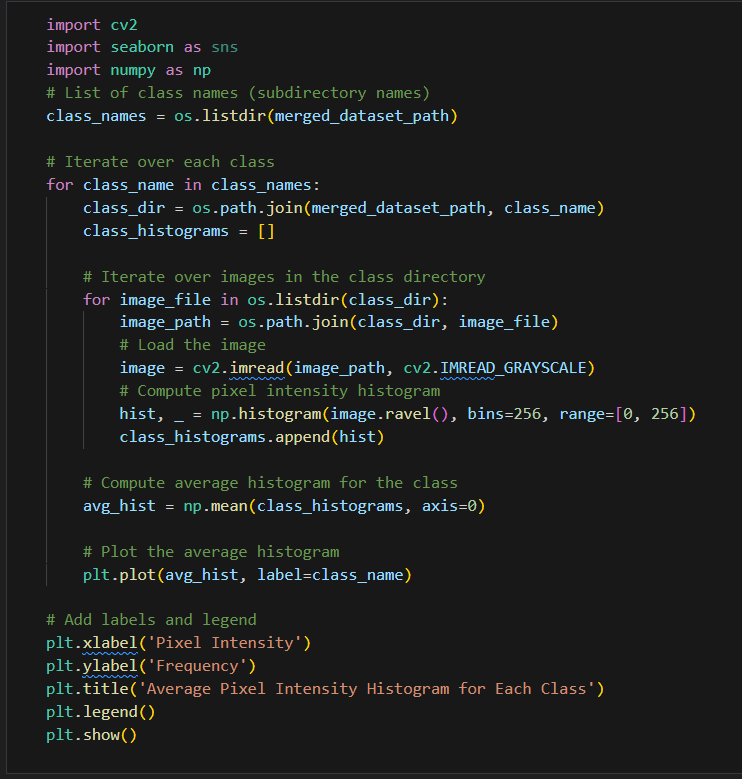 import cv2
import seaborn as sns
import numpy as np
# List of class names (subdirectory names)
class_names = os.listdir(merged_dataset_path)

# Iterate over each class
for class_name in class_names:
    class_dir = os.path.join(merged_dataset_path, class_name)
    class_histograms = []

    # Iterate over images in the class directory
    for image_file in os.listdir(class_dir):
        image_path = os.path.join(class_dir, image_file)
        # Load the image
        image = cv2.imread(image_path, cv2.IMREAD_GRAYSCALE)
        # Compute pixel intensity histogram
        hist, _ = np.histogram(image.ravel(), bins=256, range=[0, 256])
        class_histograms.append(hist)

    # Compute average histogram for the class
    avg_hist = np.mean(class_histograms, axis=0)

    # Plot the average histogram
    plt.plot(avg_hist, label=class_name)

# Add labels and legend
plt.xlabel('Pixel Intensity')
plt.ylabel('Frequency')
plt.title('Average Pixel Intensity Histogram for Each Class')
plt.legend()
plt.show()